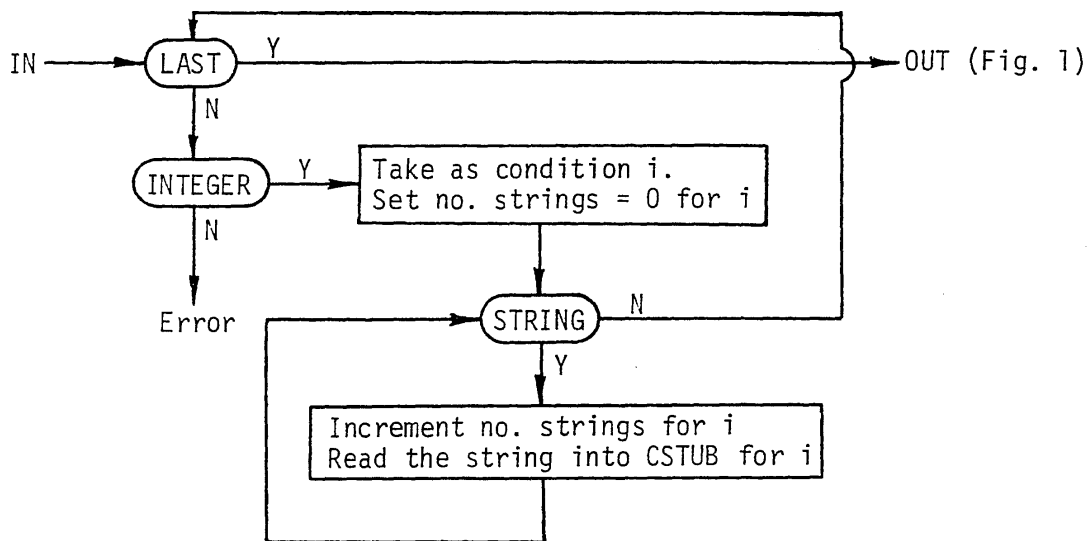 IN
LAST
Y
OUT (Fig. 1)
N
INTEGER
Y
Take as condition i.
Set no. strings = 0 for i
N
Error
STRING
N
Y
Increment no. strings for i
Read the string into CSTUB for i